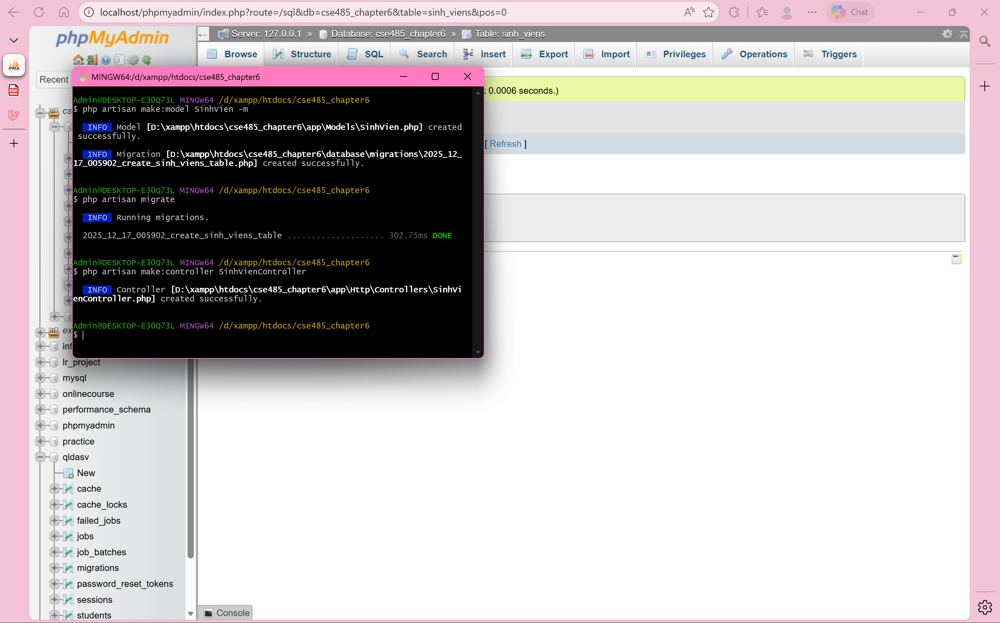 localhost/phpmyadmin/index.php?route=/sql&db=cse485_chapter6&table=sinh_viens&pos=0
Chat
PMA
PDF
phpMyAdmin
Recent
Server: 127.0.0.1 » Database: cse485_chapter6 » Table: sinh_viens
Browse Structure SQL Search Insert Export Import Privileges Operations Triggers
0.0006 seconds.)
[ Refresh ]
MINGW64:/d/xampp/htdocs/cse485_chapter6
Admin@DESKTOP-E30Q73L MINGW64 /d/xampp/htdocs/cse485_chapter6
$ php artisan make:model SinhVien -m
INFO Model [D:\xampp\htdocs\cse485_chapter6\app\Models\SinhVien.php] created
successfully.
INFO Migration [D:\xampp\htdocs\cse485_chapter6\database\migrations\2025_12_
17_005902_create_sinh_viens_table.php] created successfully.
Admin@DESKTOP-E30Q73L MINGW64 /d/xampp/htdocs/cse485_chapter6
$ php artisan migrate
INFO Running migrations.
2025_12_17_005902_create_sinh_viens_table .................... 302.75ms DONE
Admin@DESKTOP-E30Q73L MINGW64 /d/xampp/htdocs/cse485_chapter6
$ php artisan make:controller SinhVienController
INFO Controller [D:\xampp\htdocs\cse485_chapter6\app\Http\Controllers\SinhVi
enController.php] created successfully.
Admin@DESKTOP-E30Q73L MINGW64 /d/xampp/htdocs/cse485_chapter6
$
cs
ex
inf
lr_project
mysql
onlinecourse
performance_schema
phpmyadmin
practice
qldasv
New
cache
cache_locks
failed_jobs
jobs
job_batches
migrations
password_reset_tokens
sessions
students
Console